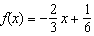 f(x) = −2/3 x + 1/6